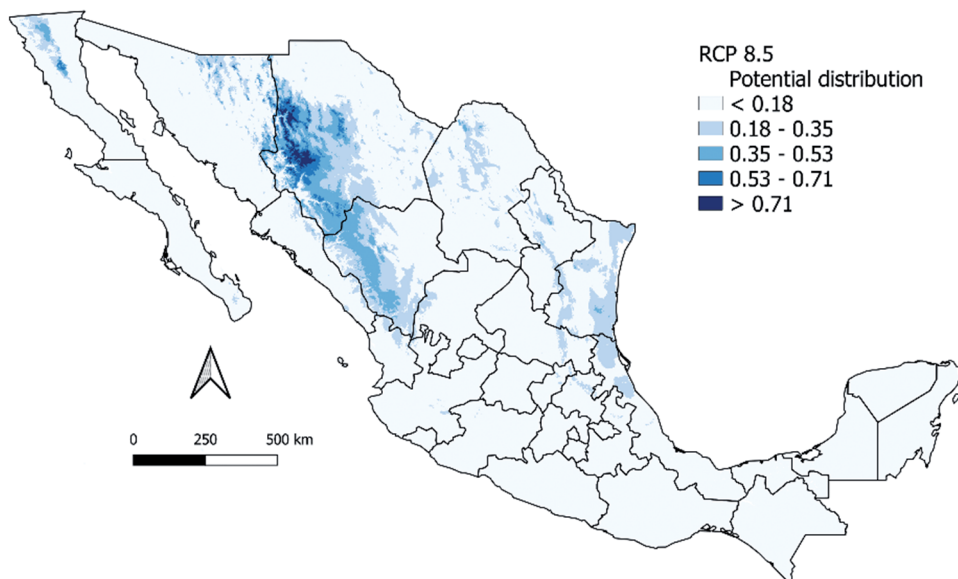 RCP 8.5
Potential distribution
< 0.18
0.18 - 0.35
0.35 - 0.53
0.53 - 0.71
> 0.71
0 250 500 km